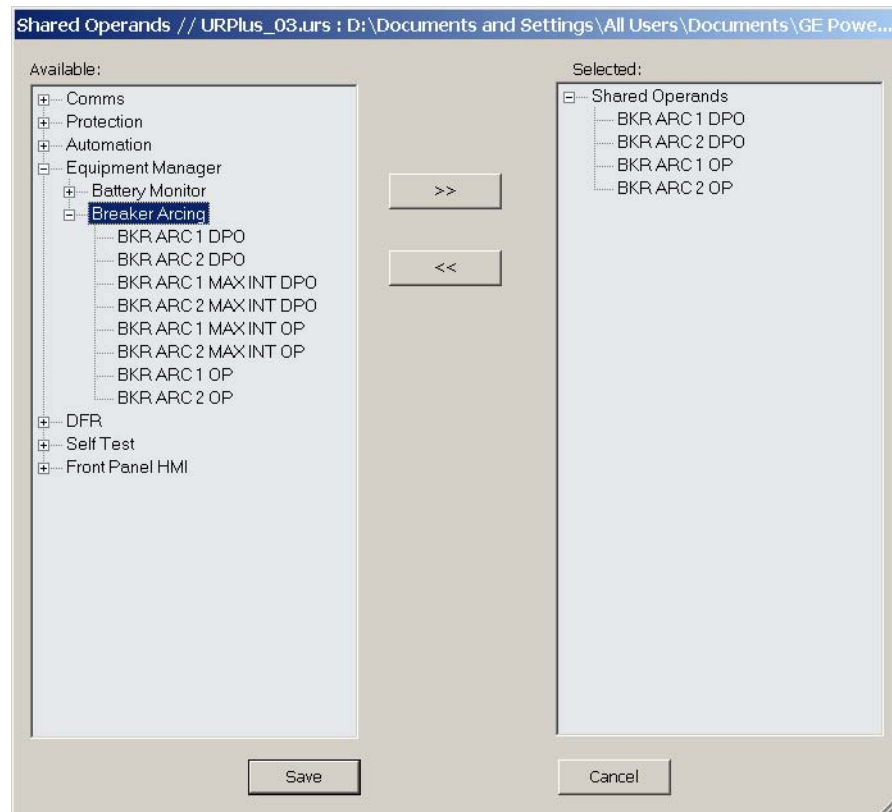 Shared Operands // URPlus_03.urs : D:\Documents and Settings\All Users\Documents\GE Powe...
Available:
Comms
Protection
Automation
Equipment Manager
Battery Monitor
Breaker Arcing
BKR ARC 1 DPO
BKR ARC 2 DPO
BKR ARC 1 MAX INT DPO
BKR ARC 2 MAX INT DPO
BKR ARC 1 MAX INT OP
BKR ARC 2 MAX INT OP
BKR ARC 1 OP
BKR ARC 2 OP
DFR
Self Test
Front Panel HMI
>>
<<
Selected:
Shared Operands
BKR ARC 1 DPO
BKR ARC 2 DPO
BKR ARC 1 OP
BKR ARC 2 OP
Save
Cancel